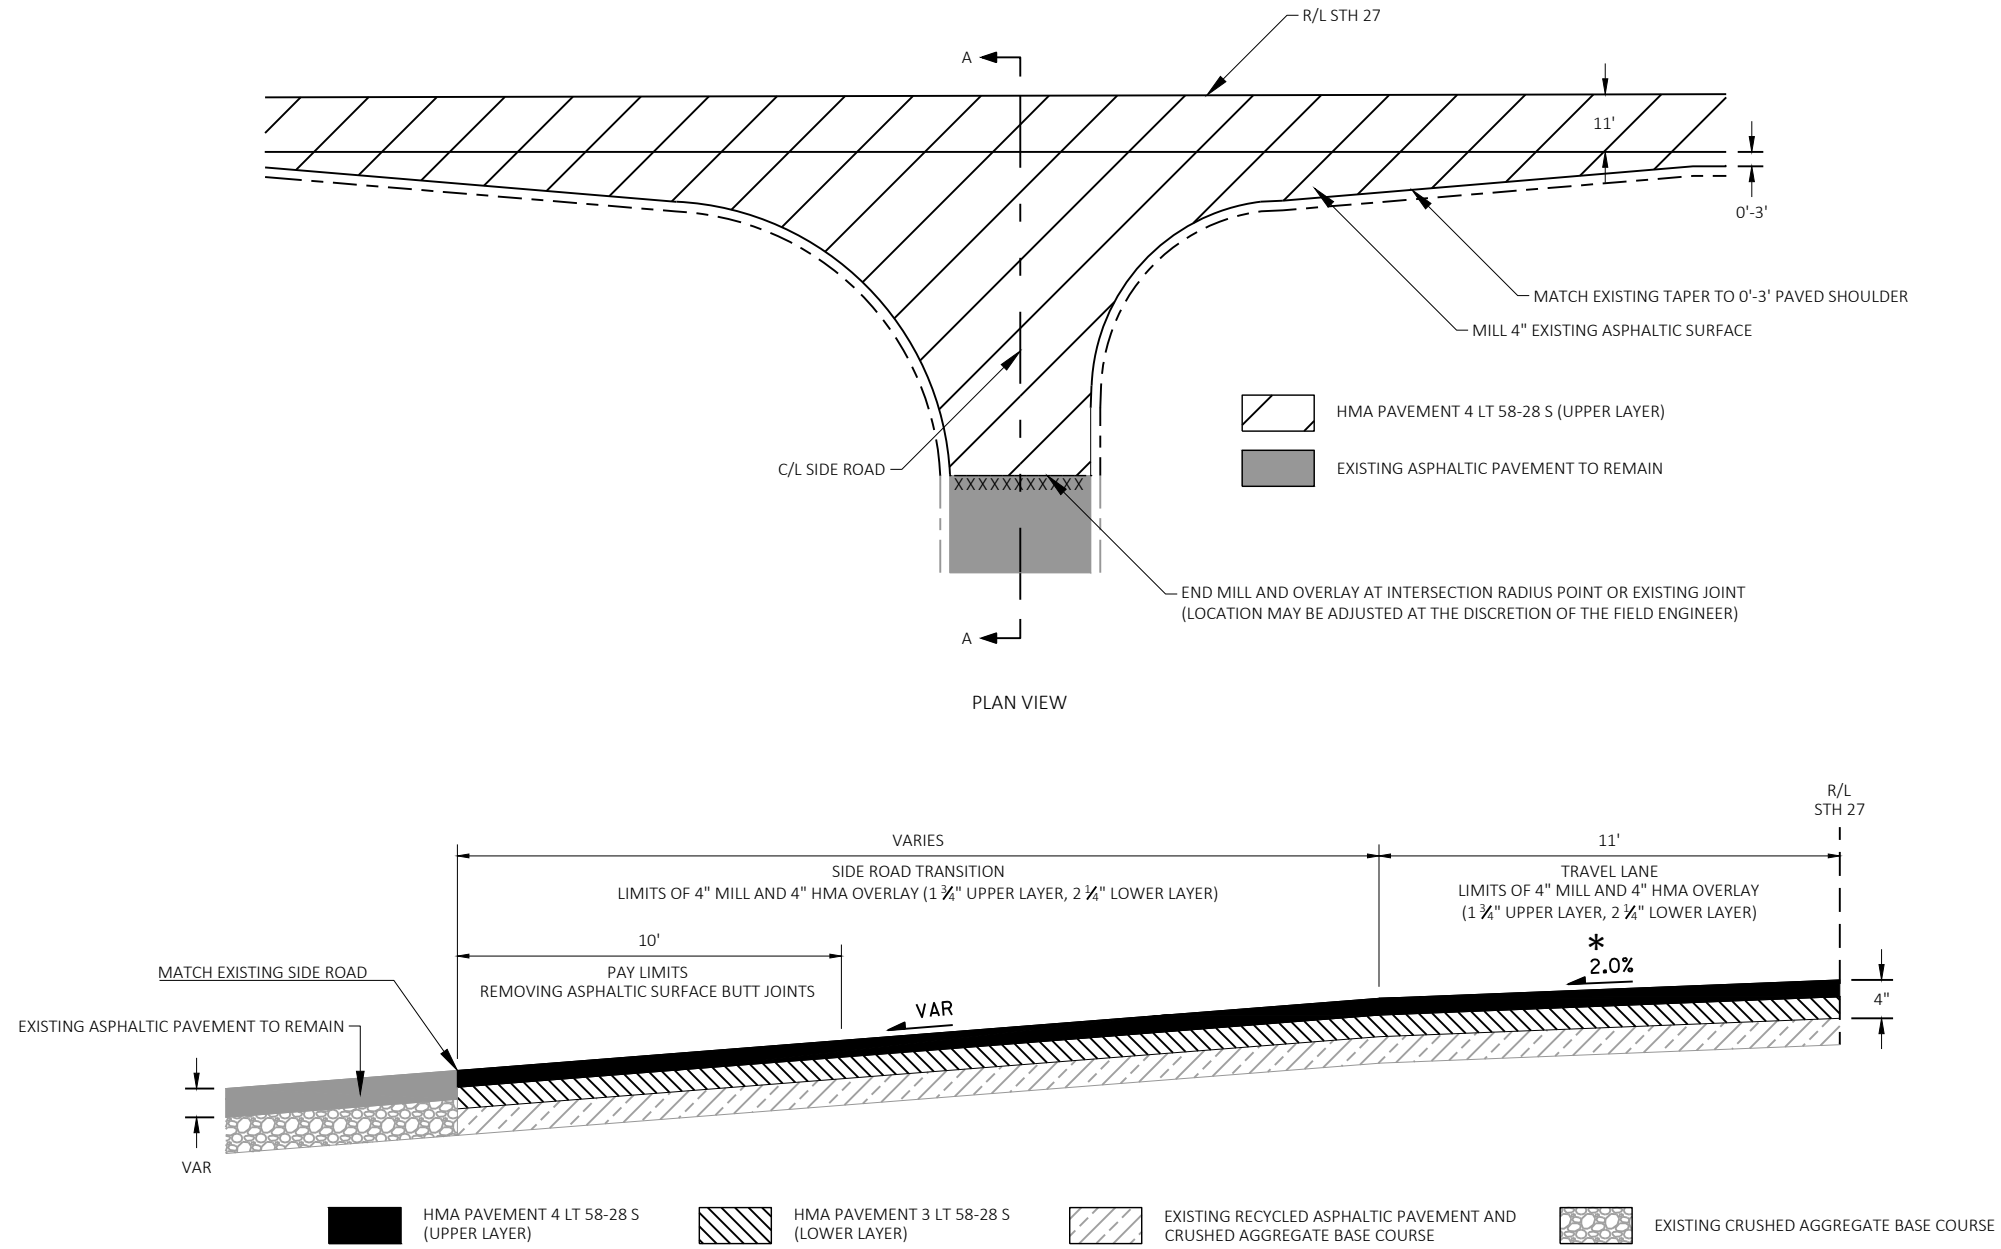 R/L STH 27
A
11'
0'-3'
MATCH EXISTING TAPER TO 0'-3' PAVED SHOULDER
MILL 4" EXISTING ASPHALTIC SURFACE
HMA PAVEMENT 4 LT 58-28 S (UPPER LAYER)
EXISTING ASPHALTIC PAVEMENT TO REMAIN
C/L SIDE ROAD
XXXXXXXXXXX
END MILL AND OVERLAY AT INTERSECTION RADIUS POINT OR EXISTING JOINT
(LOCATION MAY BE ADJUSTED AT THE DISCRETION OF THE FIELD ENGINEER)
A
PLAN VIEW
R/L
STH 27
VARIES
SIDE ROAD TRANSITION
LIMITS OF 4" MILL AND 4" HMA OVERLAY (1 3/4" UPPER LAYER, 2 1/4" LOWER LAYER)
11'
TRAVEL LANE
LIMITS OF 4" MILL AND 4" HMA OVERLAY
(1 3/4" UPPER LAYER, 2 1/4" LOWER LAYER)
10'
PAY LIMITS
REMOVING ASPHALTIC SURFACE BUTT JOINTS
*
2.0%
4"
VAR
MATCH EXISTING SIDE ROAD
EXISTING ASPHALTIC PAVEMENT TO REMAIN
VAR
HMA PAVEMENT 4 LT 58-28 S
(UPPER LAYER)
HMA PAVEMENT 3 LT 58-28 S
(LOWER LAYER)
EXISTING RECYCLED ASPHALTIC PAVEMENT AND
CRUSHED AGGREGATE BASE COURSE
EXISTING CRUSHED AGGREGATE BASE COURSE